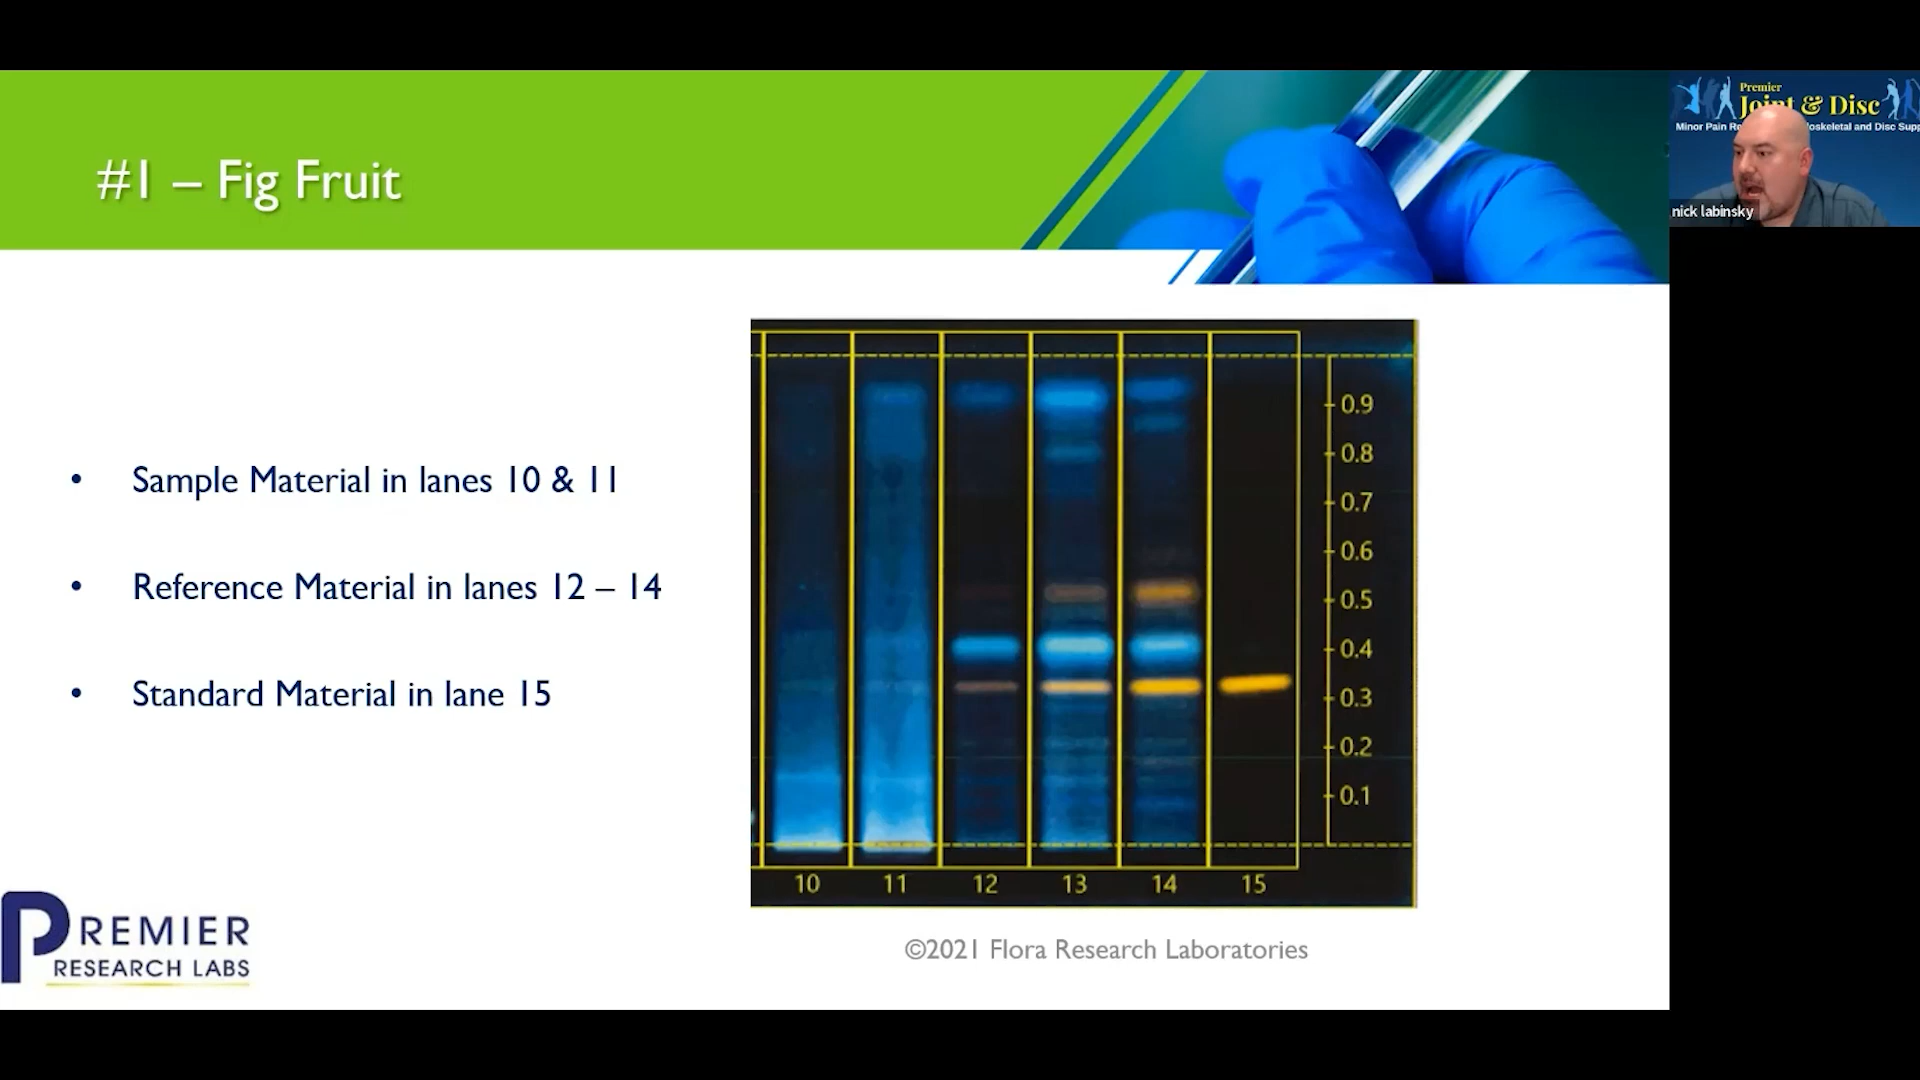 #1 – Fig Fruit
Premier
Joint & Disc
Minor Pain
Disc
nick labinsky
• Sample Material in lanes 10 & 11
• Reference Material in lanes 12 – 14
• Standard Material in lane 15
0.9
0.8
0.7
0.6
0.5
0.4
0.3
0.2
0.1
10 11 12 13 14 15
©2021 Flora Research Laboratories
PREMIER
RESEARCH LABS